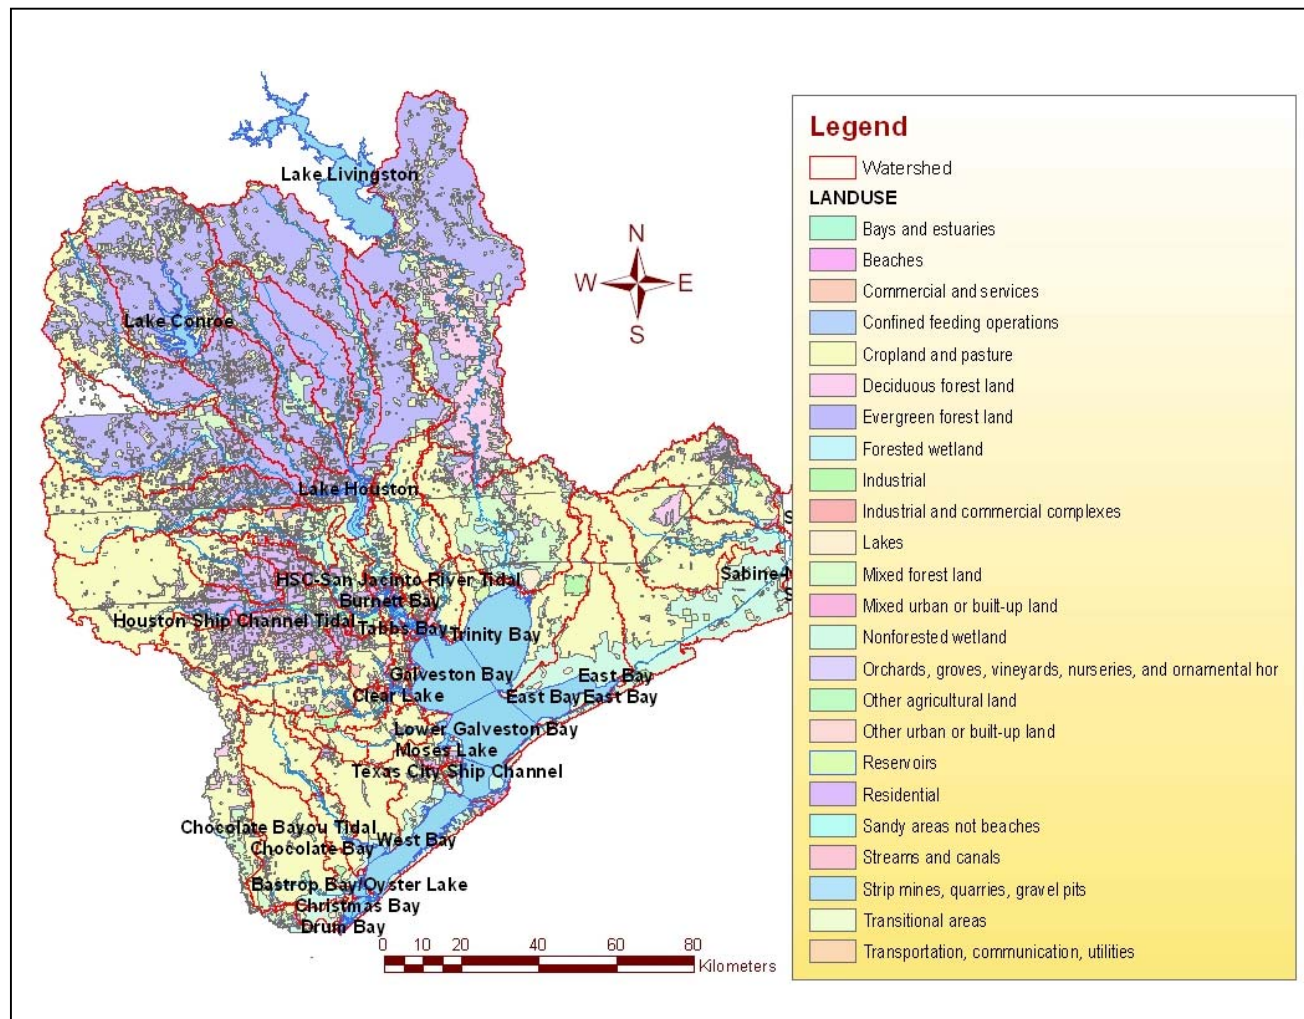 Lake Livingston
N
W E
S
Lake Conroe
Lake Houston
HSC-San Jacinto River Tidal
Burnett Bay
Houston Ship Channel Tidal
Tabbs Bay
Trinity Bay
Sabine-N
S
S
Galveston Bay
East Bay
Clear Lake
East Bay East Bay
Lower Galveston Bay
Moses Lake
Texas City Ship Channel
Chocolate Bayou Tidal
Chocolate Bay
West Bay
Bastrop Bay/Oyster Lake
Christmas Bay
Drum Bay
0 10 20 40 60 80
Kilometers
Legend
Watershed
LANDUSE
Bays and estuaries
Beaches
Commercial and services
Confined feeding operations
Cropland and pasture
Deciduous forest land
Evergreen forest land
Forested wetland
Industrial
Industrial and commercial complexes
Lakes
Mixed forest land
Mixed urban or built-up land
Nonforested wetland
Orchards, groves, vineyards, nurseries, and ornamental hor
Other agricultural land
Other urban or built-up land
Reservoirs
Residential
Sandy areas not beaches
Streams and canals
Strip mines, quarries, gravel pits
Transitional areas
Transportation, communication, utilities